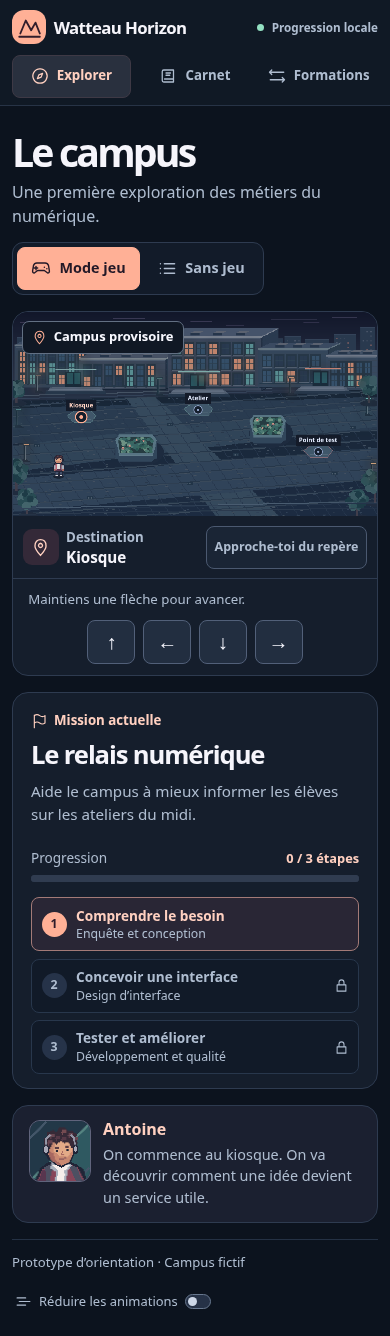 Watteau Horizon
Progression locale
Explorer
Carnet
Formations
Le campus
Une première exploration des métiers du
numérique.
Mode jeu
Sans jeu
Campus provisoire
Kiosque
Atelier
Point de test
Destination
Kiosque
Approche-toi du repère
Maintiens une flèche pour avancer.
↑ ← ↓ →
Mission actuelle
Le relais numérique
Aide le campus à mieux informer les élèves
sur les ateliers du midi.
Progression
0 / 3 étapes
1
Comprendre le besoin
Enquête et conception
2
Concevoir une interface
Design d’interface
3
Tester et améliorer
Développement et qualité
Antoine
On commence au kiosque. On va
découvrir comment une idée devient
un service utile.
Prototype d’orientation · Campus fictif
Réduire les animations